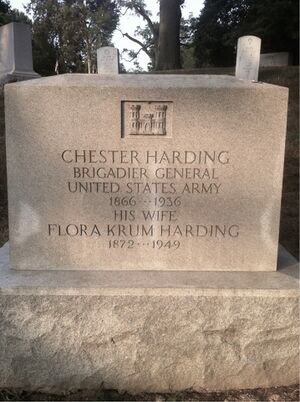 CHESTER HARDING
BRIGADIER GENERAL
UNITED STATES ARMY
1866 --- 1936
HIS WIFE
FLORA KRUM HARDING
1872 --- 1949